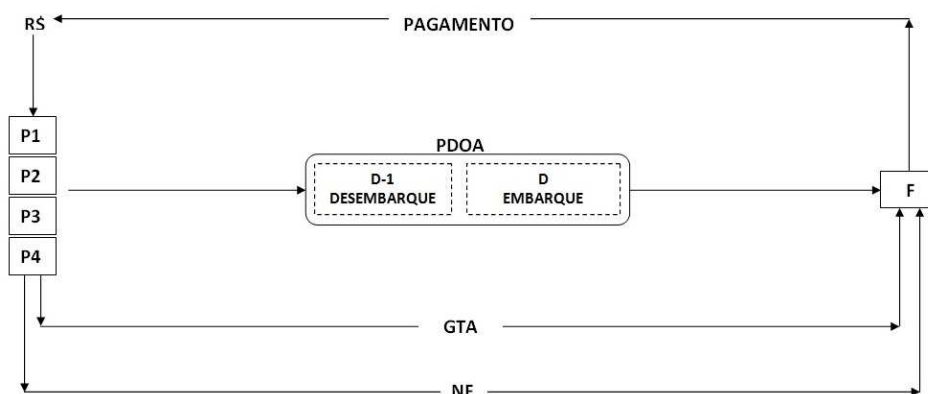 R$ PAGAMENTO
PDOA
P1
P2
P3
P4
D-1
DESEMBARQUE
D
EMBARQUE
F
GTA
NF